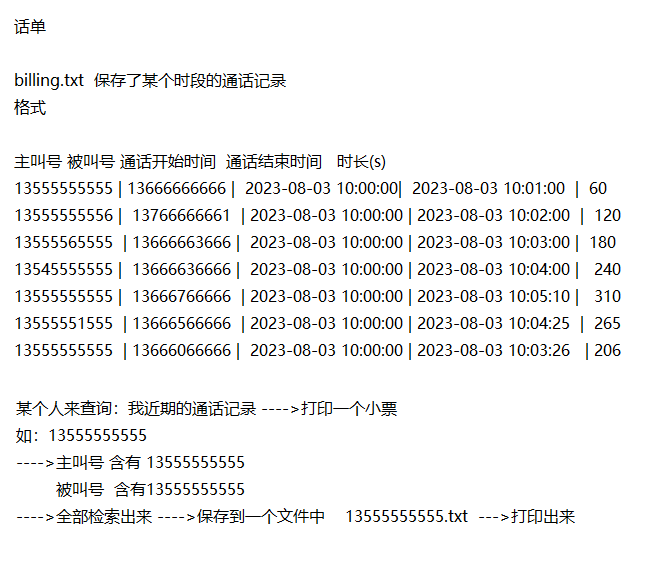 话单
billing.txt 保存了某个时段的通话记录
格式
主叫号 被叫号 通话开始时间 通话结束时间 时长(s)
13555555555 | 13666666666 | 2023-08-03 10:00:00| 2023-08-03 10:01:00 | 60
13555555556 | 13766666661 | 2023-08-03 10:00:00 | 2023-08-03 10:02:00 | 120
13555565555 | 13666663666 | 2023-08-03 10:00:00 | 2023-08-03 10:03:00 | 180
13545555555 | 13666636666 | 2023-08-03 10:00:00 | 2023-08-03 10:04:00 | 240
13555555555 | 13666766666 | 2023-08-03 10:00:00 | 2023-08-03 10:05:10 | 310
13555551555 | 13666566666 | 2023-08-03 10:00:00 | 2023-08-03 10:04:25 | 265
13555555555 | 13666066666 | 2023-08-03 10:00:00 | 2023-08-03 10:03:26 | 206
某个人来查询：我近期的通话记录 ---->打印一个小票
如：13555555555
---->主叫号 含有 13555555555
被叫号 含有13555555555
---->全部检索出来 ---->保存到一个文件中 13555555555.txt --->打印出来